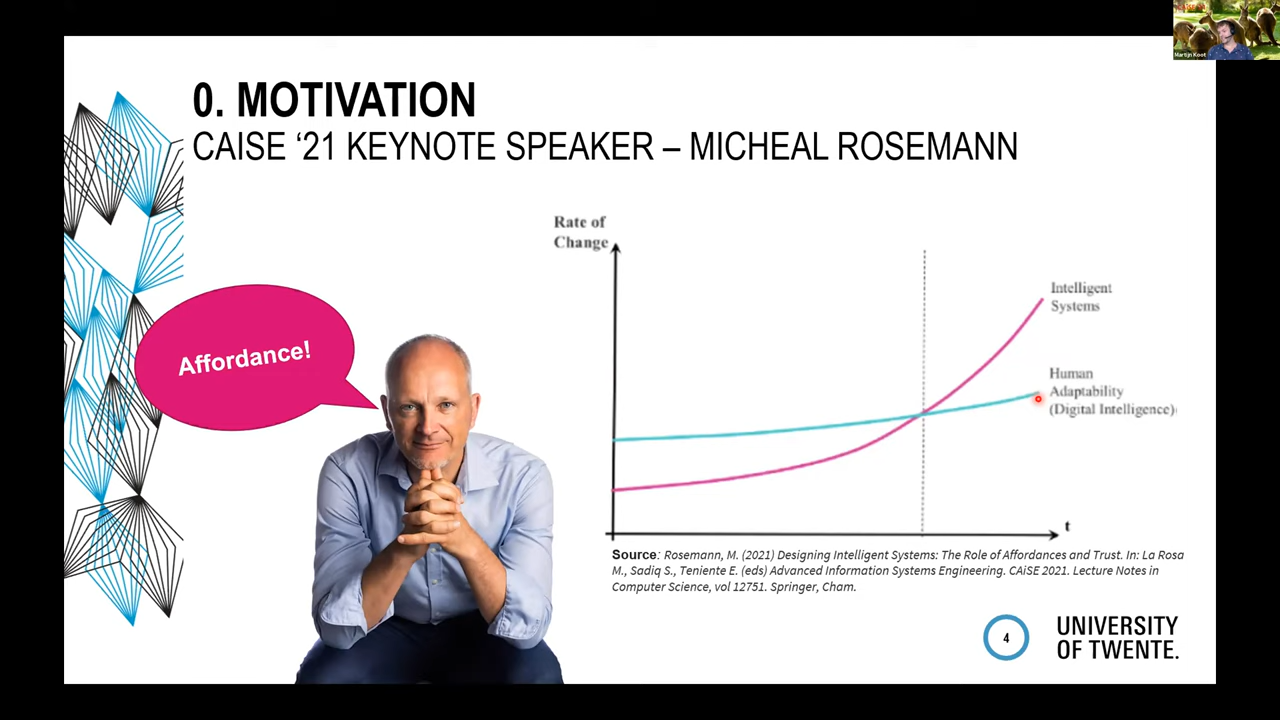 Martijn Koot
0. MOTIVATION
CAISE ‘21 KEYNOTE SPEAKER – MICHEAL ROSEMANN
Rate of
Change
Affordance!
Intelligent
Systems
Human
Adaptability
(Digital Intelligence)
t
Source: Rosemann, M. (2021) Designing Intelligent Systems: The Role of Affordances and Trust. In: La Rosa
M., Sadiq S., Teniente E. (eds) Advanced Information Systems Engineering. CAiSE 2021. Lecture Notes in
Computer Science, vol 12751. Springer, Cham.
4
UNIVERSITY
OF TWENTE.